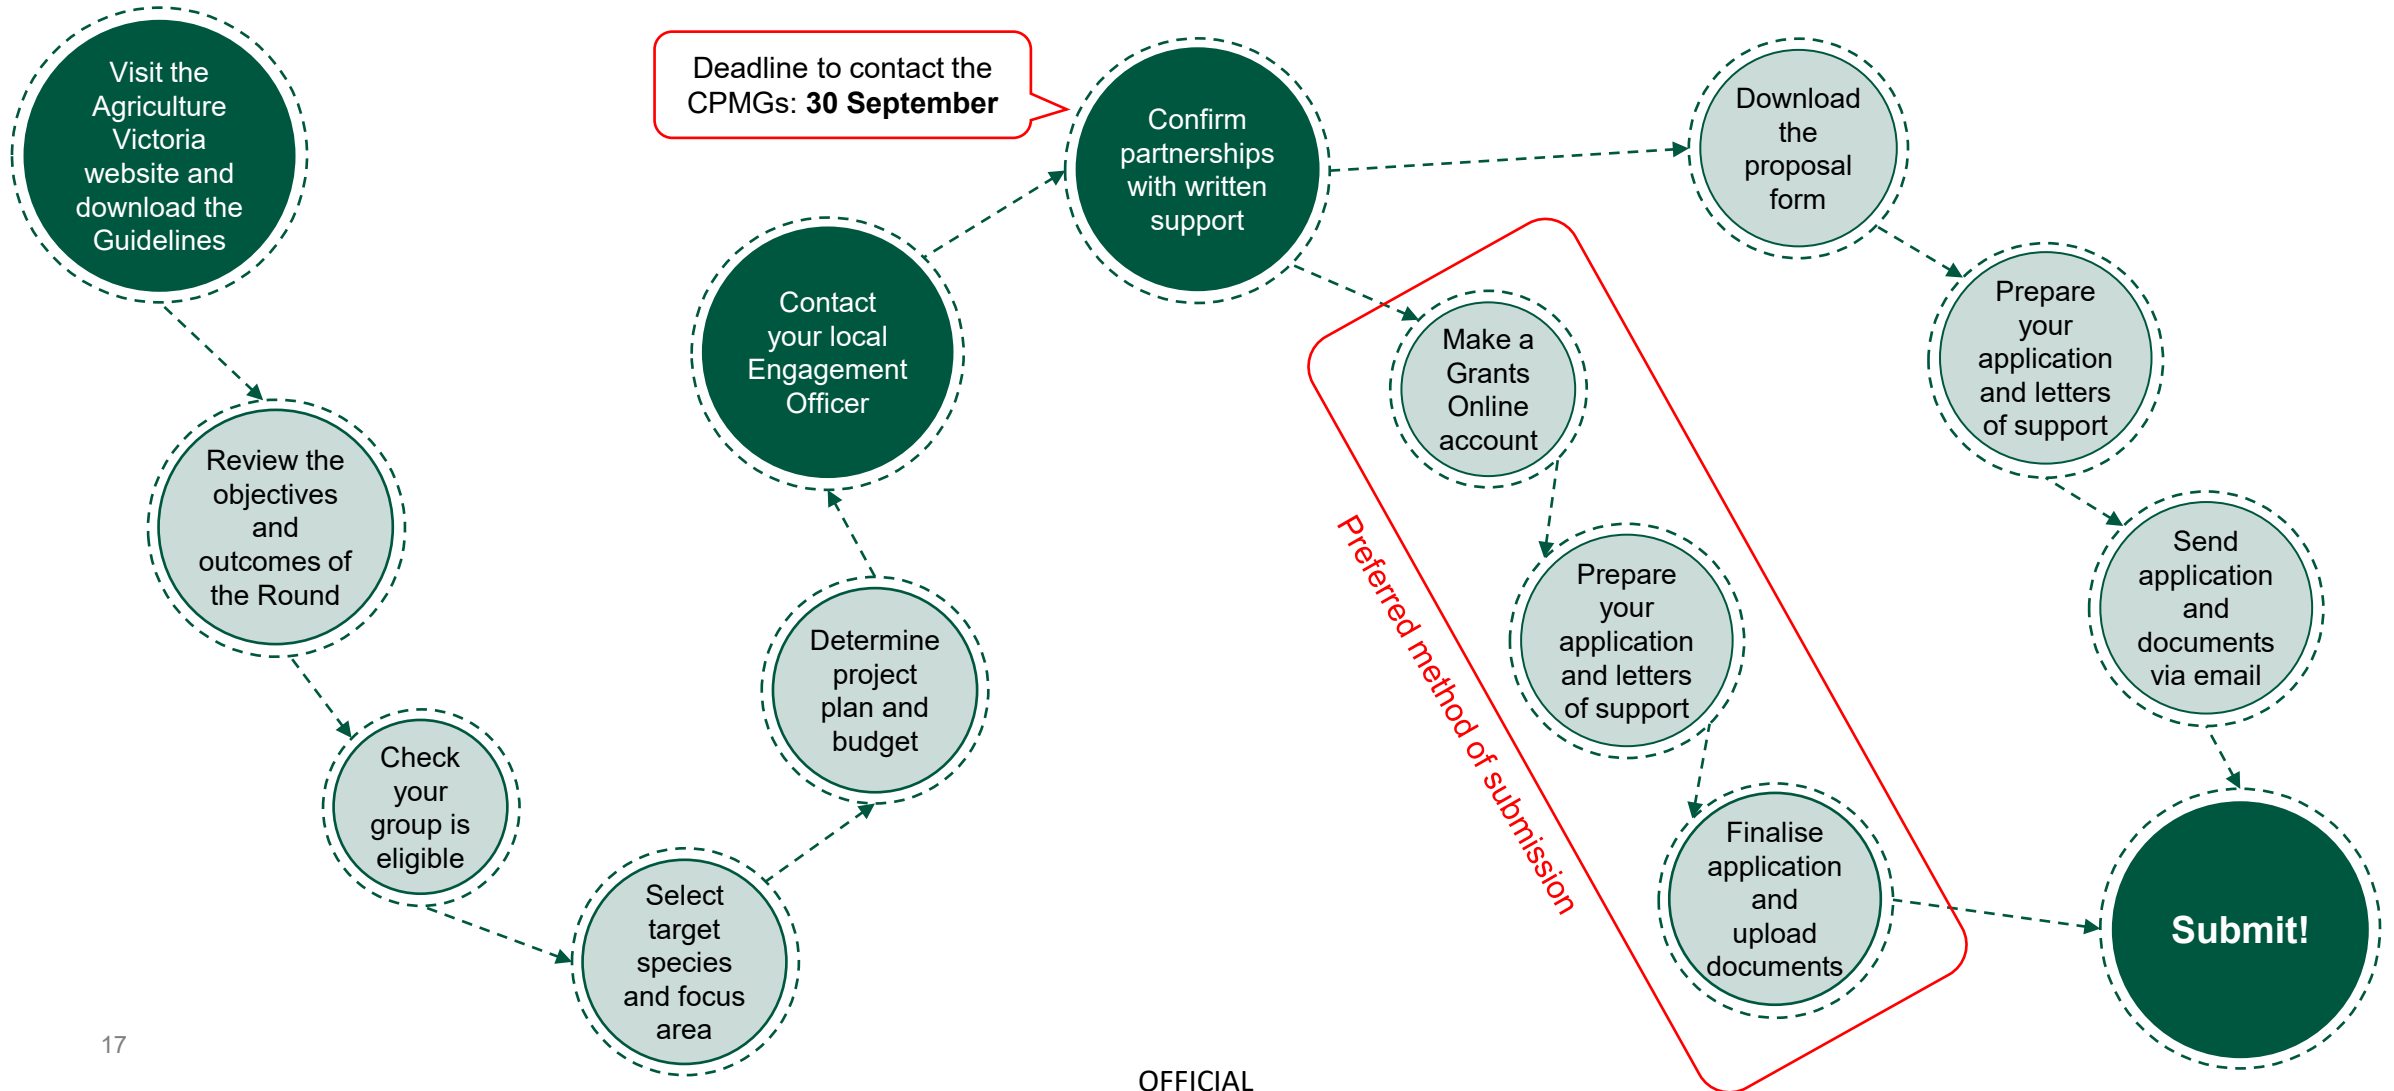 Visit the
Agriculture
Victoria
website and
download the
Guidelines
Review the
objectives
and
outcomes of
the Round
Check
your
group is
eligible
Select
target
species
and focus
area
Determine
project
plan and
budget
Contact
your local
Engagement
Officer
Deadline to contact the
CPMGs: 30 September
Confirm
partnerships
with written
support
Make a
Grants
Online
account
Prepare
your
application
and letters
of support
Finalise
application
and
upload
documents
Preferred method of submission
Download
the
proposal
form
Prepare
your
application
and letters
of support
Send
application
and
documents
via email
Submit!
17
OFFICIAL